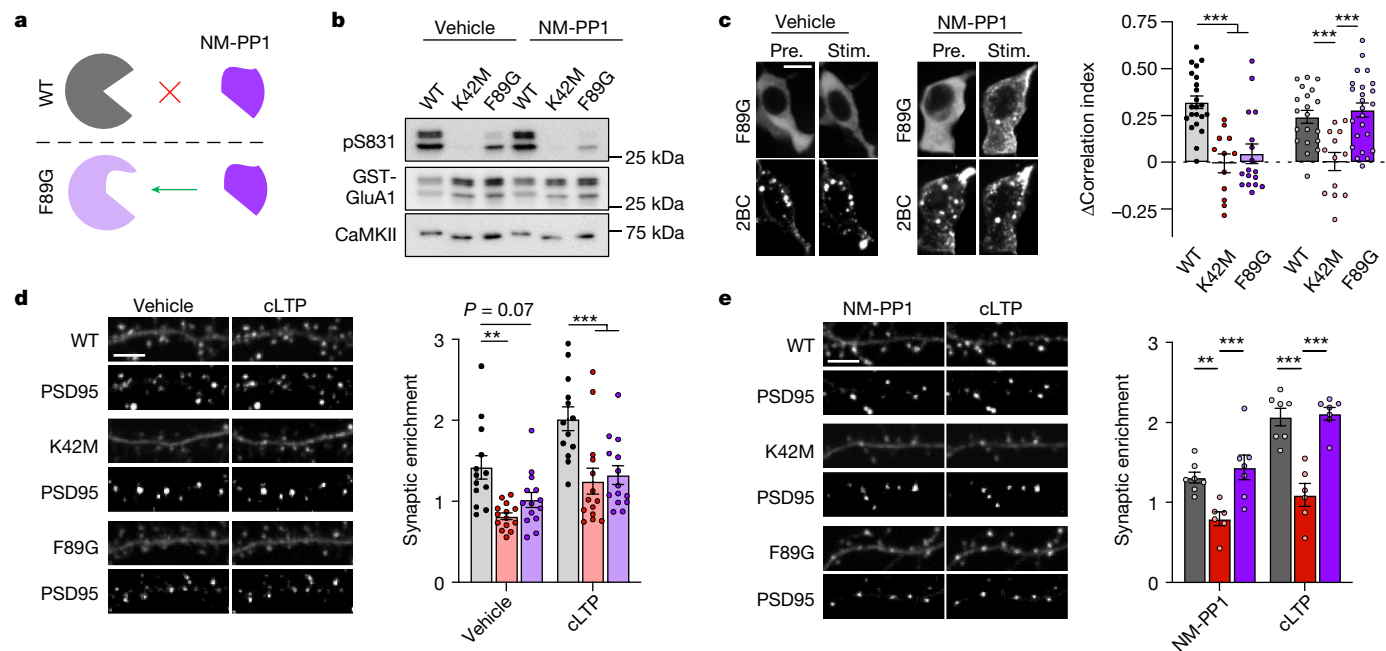 a
NM-PP1
WT
F89G
b
Vehicle NM-PP1
WT K42M F89G WT K42M F89G
pS831
25 kDa
GST-
GluA1
25 kDa
CaMKII
75 kDa
c
Vehicle NM-PP1
Pre. Stim. Pre. Stim.
F89G F89G
2BC 2BC
ΔCorrelation index
0.75
0.50
0.25
0
−0.25
*** *** ***
WT K42M F89G WT K42M F89G
d
Vehicle cLTP
WT
PSD95
K42M
PSD95
F89G
PSD95
Synaptic enrichment
3
2
1
0
P = 0.07
** ***
Vehicle cLTP
e
NM-PP1 cLTP
WT
PSD95
K42M
PSD95
F89G
PSD95
Synaptic enrichment
3
2
1
0
** *** *** ***
NM-PP1 cLTP